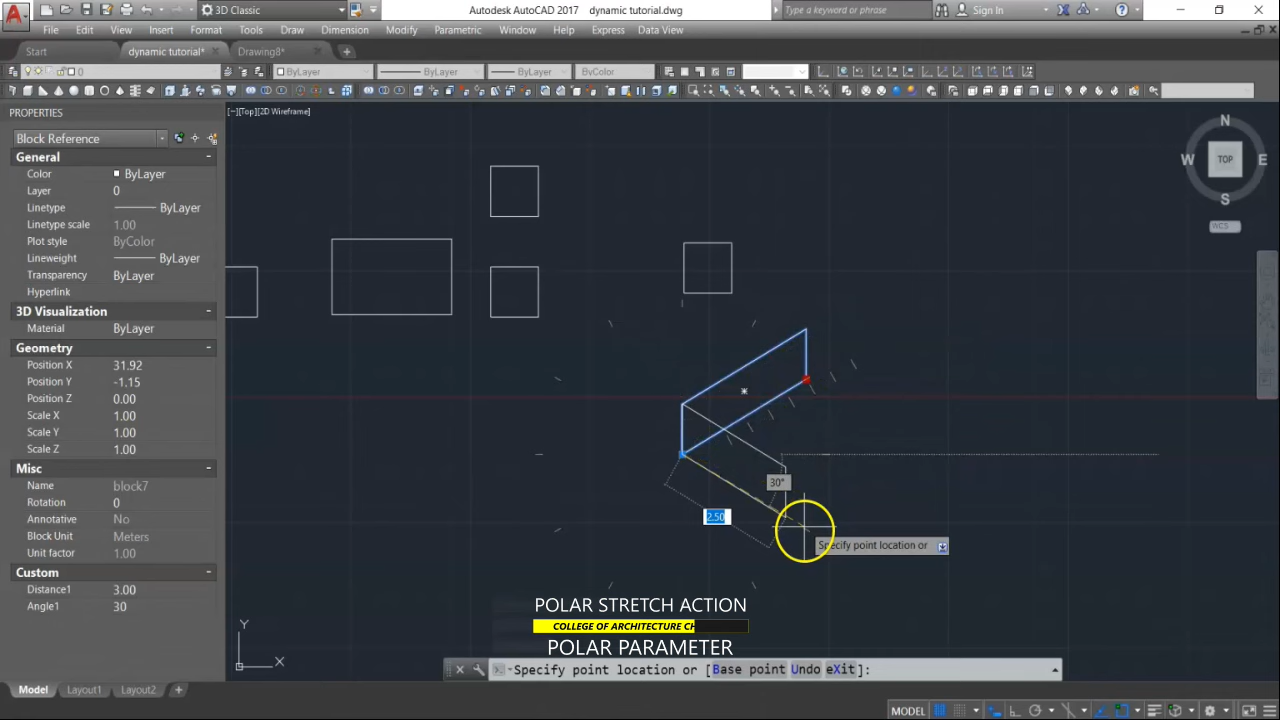 3D Classic
Autodesk AutoCAD 2017 dynamic tutorial.dwg
Type a keyword or phrase
Sign In
File Edit View Insert Format Tools Draw Dimension Modify Parametric Window Help Express Data View
Start dynamic tutorial* Drawing8*
0
ByLayer ByLayer ByLayer ByColor
[−][Top][2D Wireframe]
PROPERTIES
Block Reference
General
Color ByLayer
Layer 0
Linetype ByLayer
Linetype scale 1.00
Plot style ByColor
Lineweight ByLayer
Transparency ByLayer
Hyperlink
3D Visualization
Material ByLayer
Geometry
Position X 31.92
Position Y -1.15
Position Z 0.00
Scale X 1.00
Scale Y 1.00
Scale Z 1.00
Misc
Name block7
Rotation 0
Annotative No
Block Unit Meters
Unit factor 1.00
Custom
Distance1 3.00
Angle1 30
N
W TOP E
S
WCS
30°
2.50
Specify point location or
POLAR STRETCH ACTION
COLLEGE OF ARCHITECTURE CH
POLAR PARAMETER
Y
X
Specify point location or [Base point Undo eXit]:
Model Layout1 Layout2
MODEL